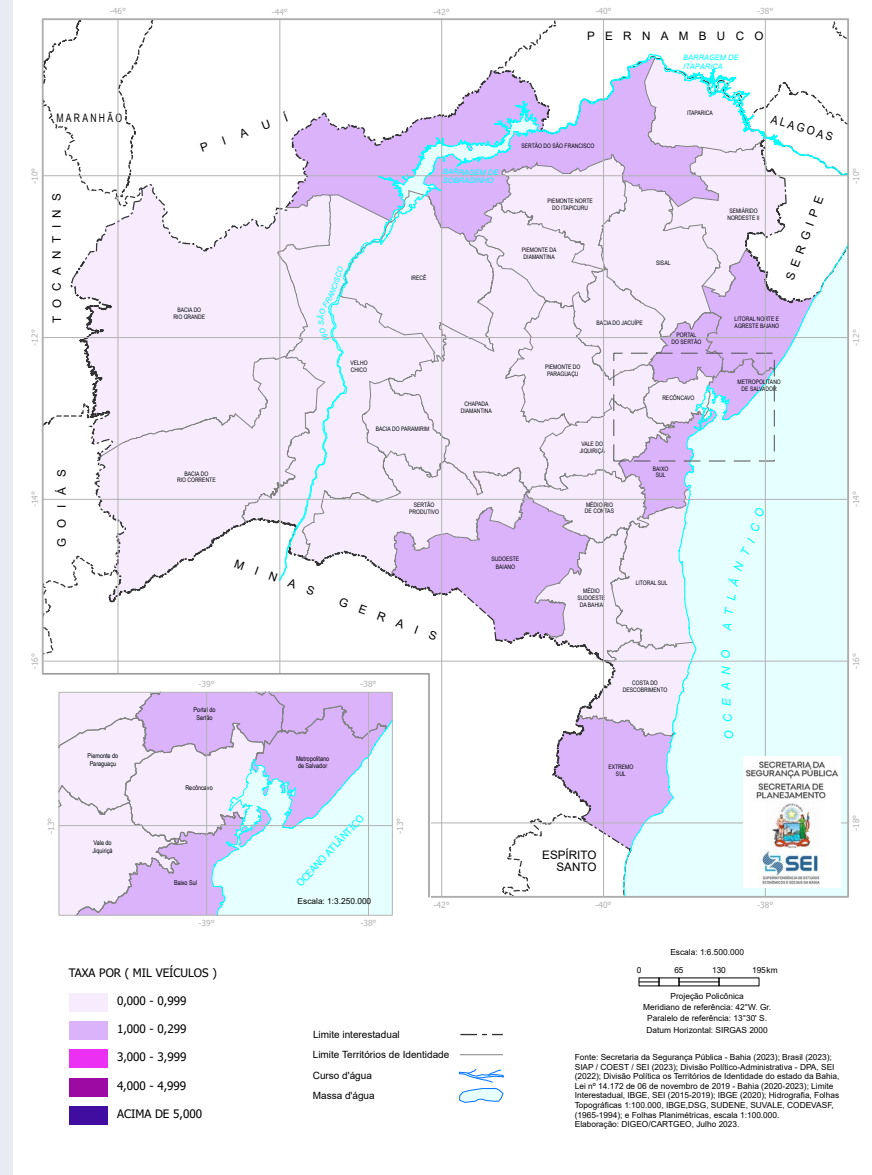 -46°
-44°
-40°
-38°
PERNAMBUCO
BARRAGEM DE
ITAPARICA
MARANHÃO
PIAUÍ
ITAPARICA
ALAGOAS
SERTÃO DO SÃO FRANCISCO
-10°
-10°
BARRAGEM DE
SOBRADINHO
TOCANTINS
PIEMONTE NORTE
DO ITAPICURU
SEMIÁRIDO
NORDESTE II
SERGIPE
PIEMONTE DA
DIAMANTINA
SISAL
IRECÊ
RIO SÃO FRANCISCO
BACIA DO
RIO GRANDE
BACIA DO JACUÍPE
LITORAL NORTE E
AGRESTE BAIANO
-12°
-12°
PORTAL
DO SERTÃO
VELHO
CHICO
PIEMONTE DO
PARAGUAÇU
METROPOLITANO
DE SALVADOR
RECÔNCAVO
CHAPADA
DIAMANTINA
BACIA DO PARAMIRIM
VALE DO
JIQUIRIÇÁ
GOIÁS
BACIA DO
RIO CORRENTE
BAIXO
SUL
-14°
-14°
SERTÃO
PRODUTIVO
MÉDIO RIO
DE CONTAS
OCEANO ATLÂNTICO
MINAS GERAIS
SUDOESTE
BAIANO
LITORAL SUL
MÉDIO
SUDOESTE
DA BAHIA
-16°
-16°
COSTA DO
DESCOBRIMENTO
EXTREMO
SUL
-18°
ESPÍRITO
SANTO
-42°
-40°
-38°
-39°
-38°
Portal do
Sertão
Piemonte do
Paraguaçu
Metropolitano
de Salvador
Recôncavo
-13°
-13°
Vale do
Jiquiriçá
Baixo Sul
OCEANO ATLÂNTICO
Escala: 1:3.250.000
-39°
-38°
SECRETARIA DA
SEGURANÇA PÚBLICA
SECRETARIA DE
PLANEJAMENTO
SEI
SUPERINTENDÊNCIA DE ESTUDOS
ECONÔMICOS E SOCIAIS DA BAHIA
TAXA POR ( MIL VEÍCULOS )
0,000 - 0,999
1,000 - 0,299
3,000 - 3,999
4,000 - 4,999
ACIMA DE 5,000
Limite interestadual
Limite Territórios de Identidade
Curso d'água
Massa d'água
Escala: 1:6.500.000
0 65 130 195km
Projeção Policônica
Meridiano de referência: 42°W. Gr.
Paralelo de referência: 13°30' S.
Datum Horizontal: SIRGAS 2000
Fonte: Secretaria da Segurança Pública - Bahia (2023); Brasil (2023);
SIAP / COEST / SEI (2023); Divisão Político-Administrativa - DPA, SEI
(2022); Divisão Política os Territórios de Identidade do estado da Bahia,
Lei nº 14.172 de 06 de novembro de 2019 - Bahia (2020-2023); Limite
Interestadual, IBGE, SEI (2015-2019); IBGE (2020); Hidrografia, Folhas
Topográficas 1:100.000, IBGE,DSG, SUDENE, SUVALE, CODEVASF,
(1965-1994); e Folhas Planimétricas, escala 1:100.000.
Elaboração: DIGEO/CARTGEO, Julho 2023.